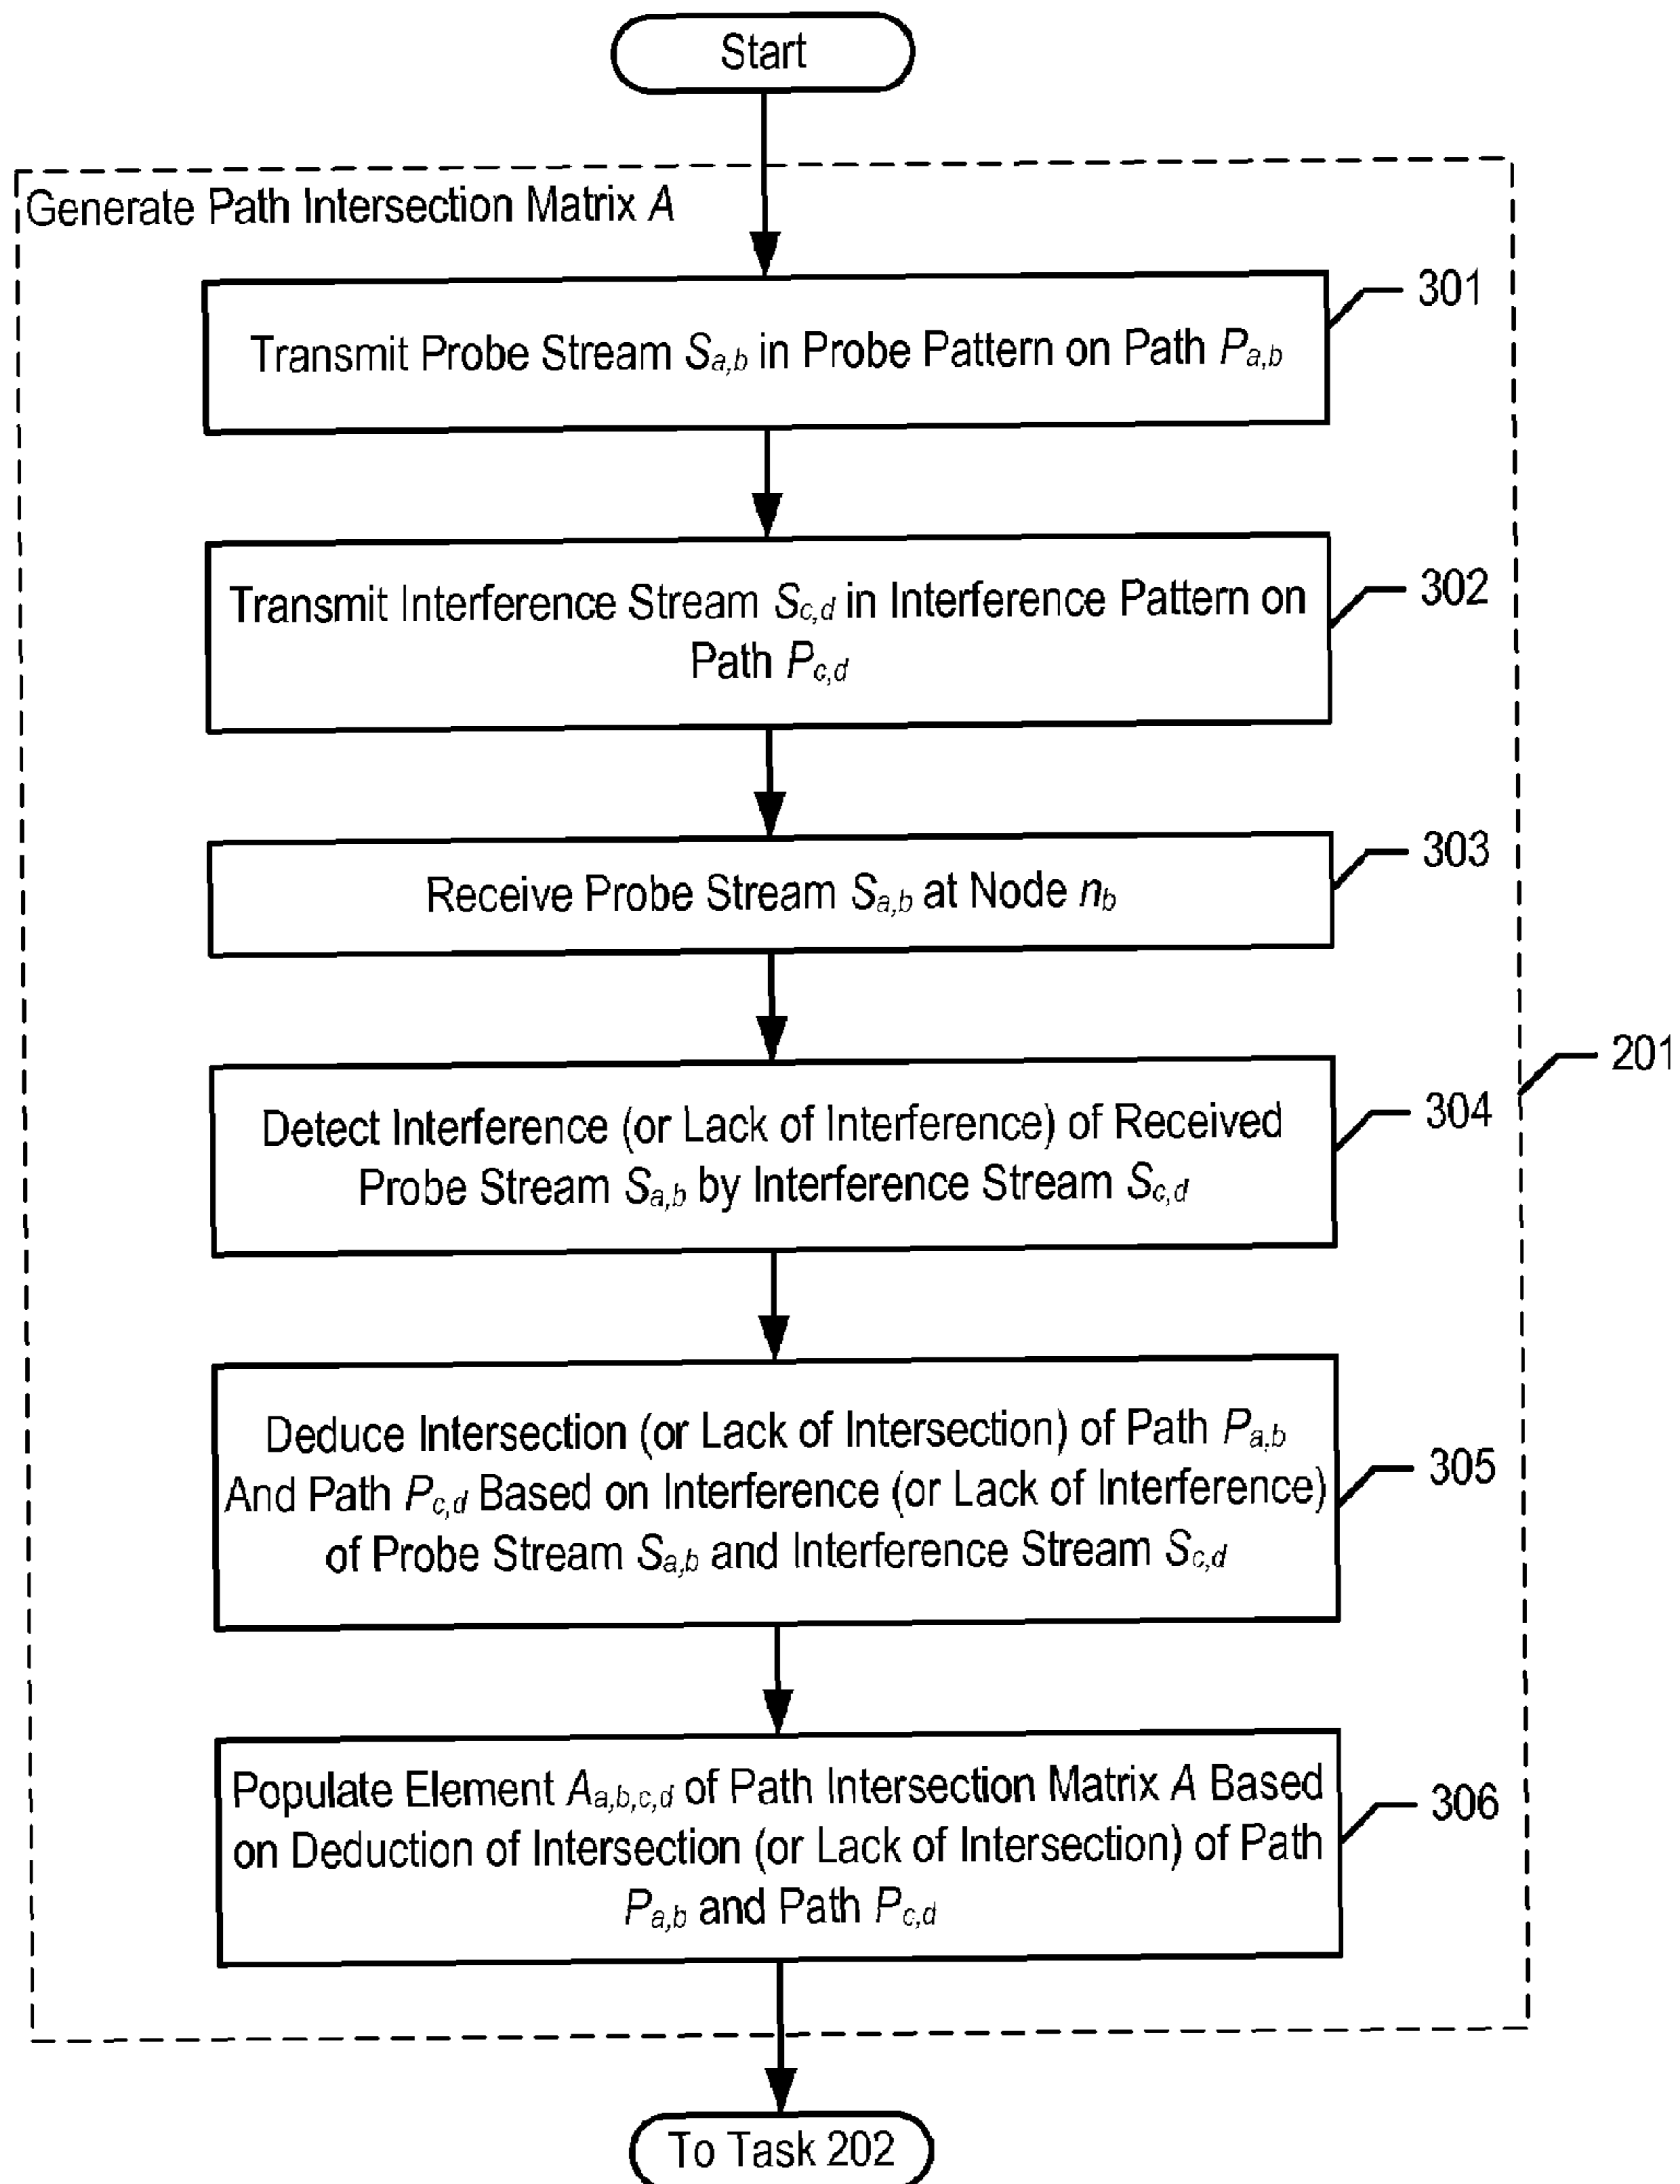 Start
Generate Path Intersection Matrix A
301
Transmit Probe Stream Sa,b in Probe Pattern on Path Pa,b
302
Transmit Interference Stream Sc,d in Interference Pattern on
Path Pc,d
303
Receive Probe Stream Sa,b at Node nb
201
304
Detect Interference (or Lack of Interference) of Received
Probe Stream Sa,b by Interference Stream Sc,d
Deduce Intersection (or Lack of Intersection) of Path Pa,b
305
And Path Pc,d Based on Interference (or Lack of Interference)
of Probe Stream Sa,b and Interference Stream Sc,d
Populate Element Aa,b,c,d of Path Intersection Matrix A Based
306
on Deduction of Intersection (or Lack of Intersection) of Path
Pa,b and Path Pc,d
To Task 202